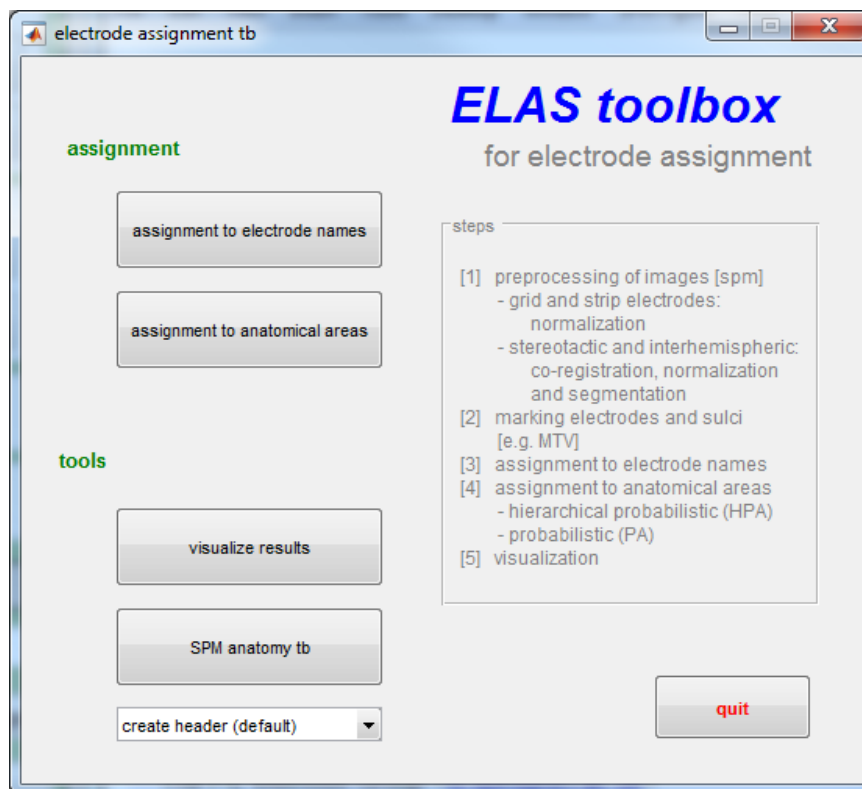 electrode assignment tb
ELAS toolbox
for electrode assignment
assignment
assignment to electrode names
assignment to anatomical areas
tools
visualize results
SPM anatomy tb
create header (default)
steps
[1] preprocessing of images [spm]
- grid and strip electrodes:
normalization
- stereotactic and interhemispheric:
co-registration, normalization
and segmentation
[2] marking electrodes and sulci
[e.g. MTV]
[3] assignment to electrode names
[4] assignment to anatomical areas
- hierarchical probabilistic (HPA)
- probabilistic (PA)
[5] visualization
quit